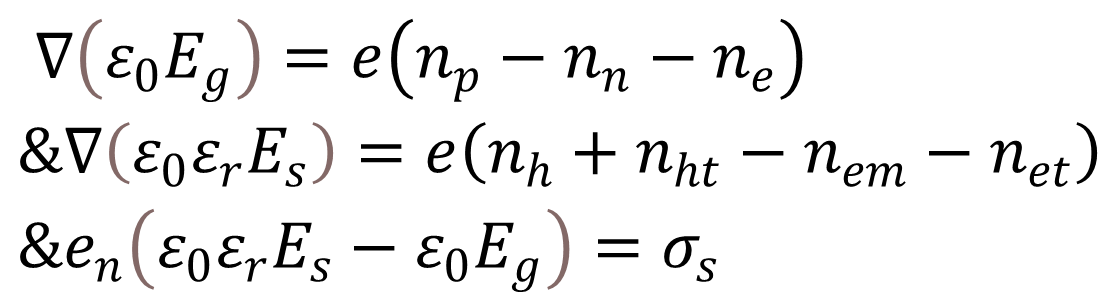 ∇(ε₀E_g) = e(n_p − n_n − n_e)
&∇(ε₀ε_rE_s) = e(n_h + n_ht − n_em − n_et)
&e_n(ε₀ε_rE_s − ε₀E_g) = σ_s